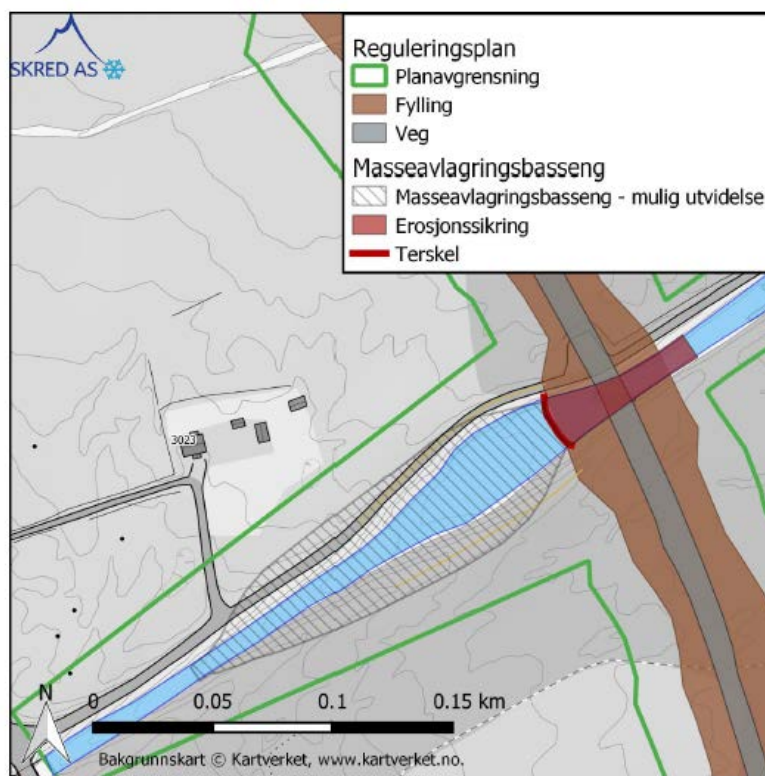 SKRED AS
Reguleringsplan
Planavgrensning
Fylling
Veg
Masseavlagringsbasseng
Masseavlagringsbasseng - mulig utvidelse
Erosjonssikring
Terskel
3023
N
0 0.05 0.1 0.15 km
Bakgrunnskart © Kartverket, www.kartverket.no.